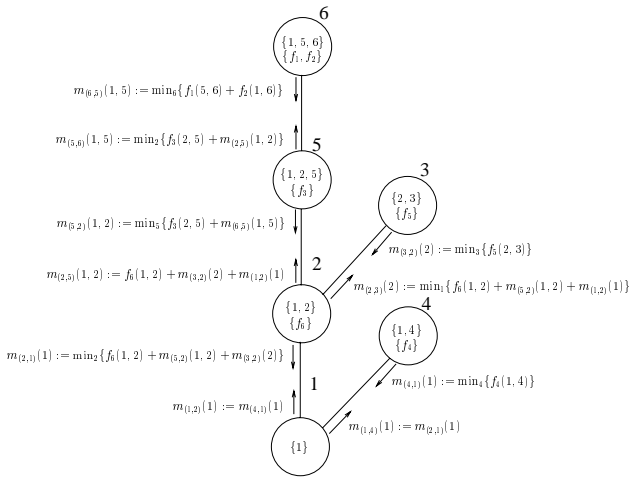 6
{1, 5, 6}
{f₁, f₂}
m₍₆,₅₎(1, 5) := min₆{f₁(5, 6) + f₂(1, 6)}
m₍₅,₆₎(1, 5) := min₂{f₃(2, 5) + m₍₂,₅₎(1, 2)}
5
{1, 2, 5}
{f₃}
3
{2, 3}
{f₅}
m₍₅,₂₎(1, 2) := min₅{f₃(2, 5) + m₍₆,₅₎(1, 5)}
m₍₃,₂₎(2) := min₃{f₅(2, 3)}
2
m₍₂,₅₎(1, 2) := f₆(1, 2) + m₍₃,₂₎(2) + m₍₁,₂₎(1)
m₍₂,₃₎(2) := min₁{f₆(1, 2) + m₍₅,₂₎(1, 2) + m₍₁,₂₎(1)}
{1, 2}
{f₆}
4
{1, 4}
{f₄}
m₍₂,₁₎(1) := min₂{f₆(1, 2) + m₍₅,₂₎(1, 2) + m₍₃,₂₎(2)}
1
m₍₄,₁₎(1) := min₄{f₄(1, 4)}
m₍₁,₂₎(1) := m₍₄,₁₎(1)
m₍₁,₄₎(1) := m₍₂,₁₎(1)
{1}